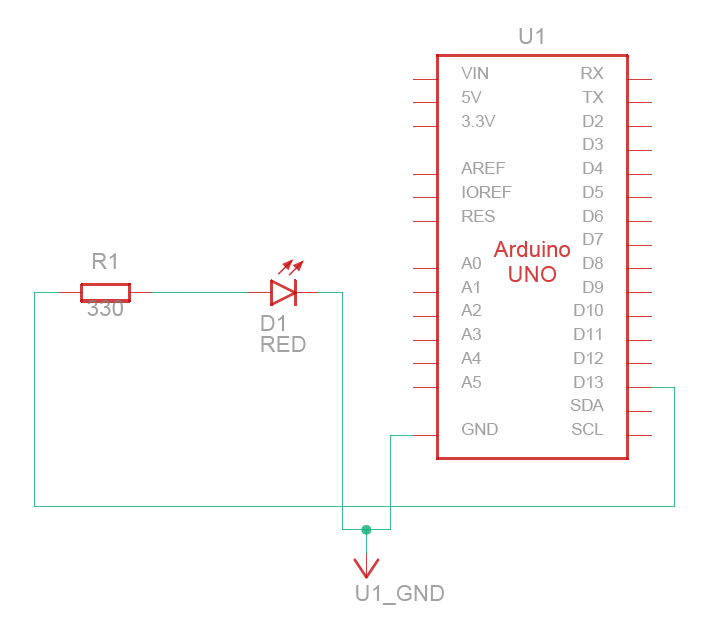 U1
VIN RX
5V TX
3.3V D2
D3
AREF D4
IOREF D5
RES D6
D7
Arduino
UNO
A0 D8
A1 D9
A2 D10
A3 D11
A4 D12
A5 D13
SDA
GND SCL
R1
330
D1
RED
U1_GND